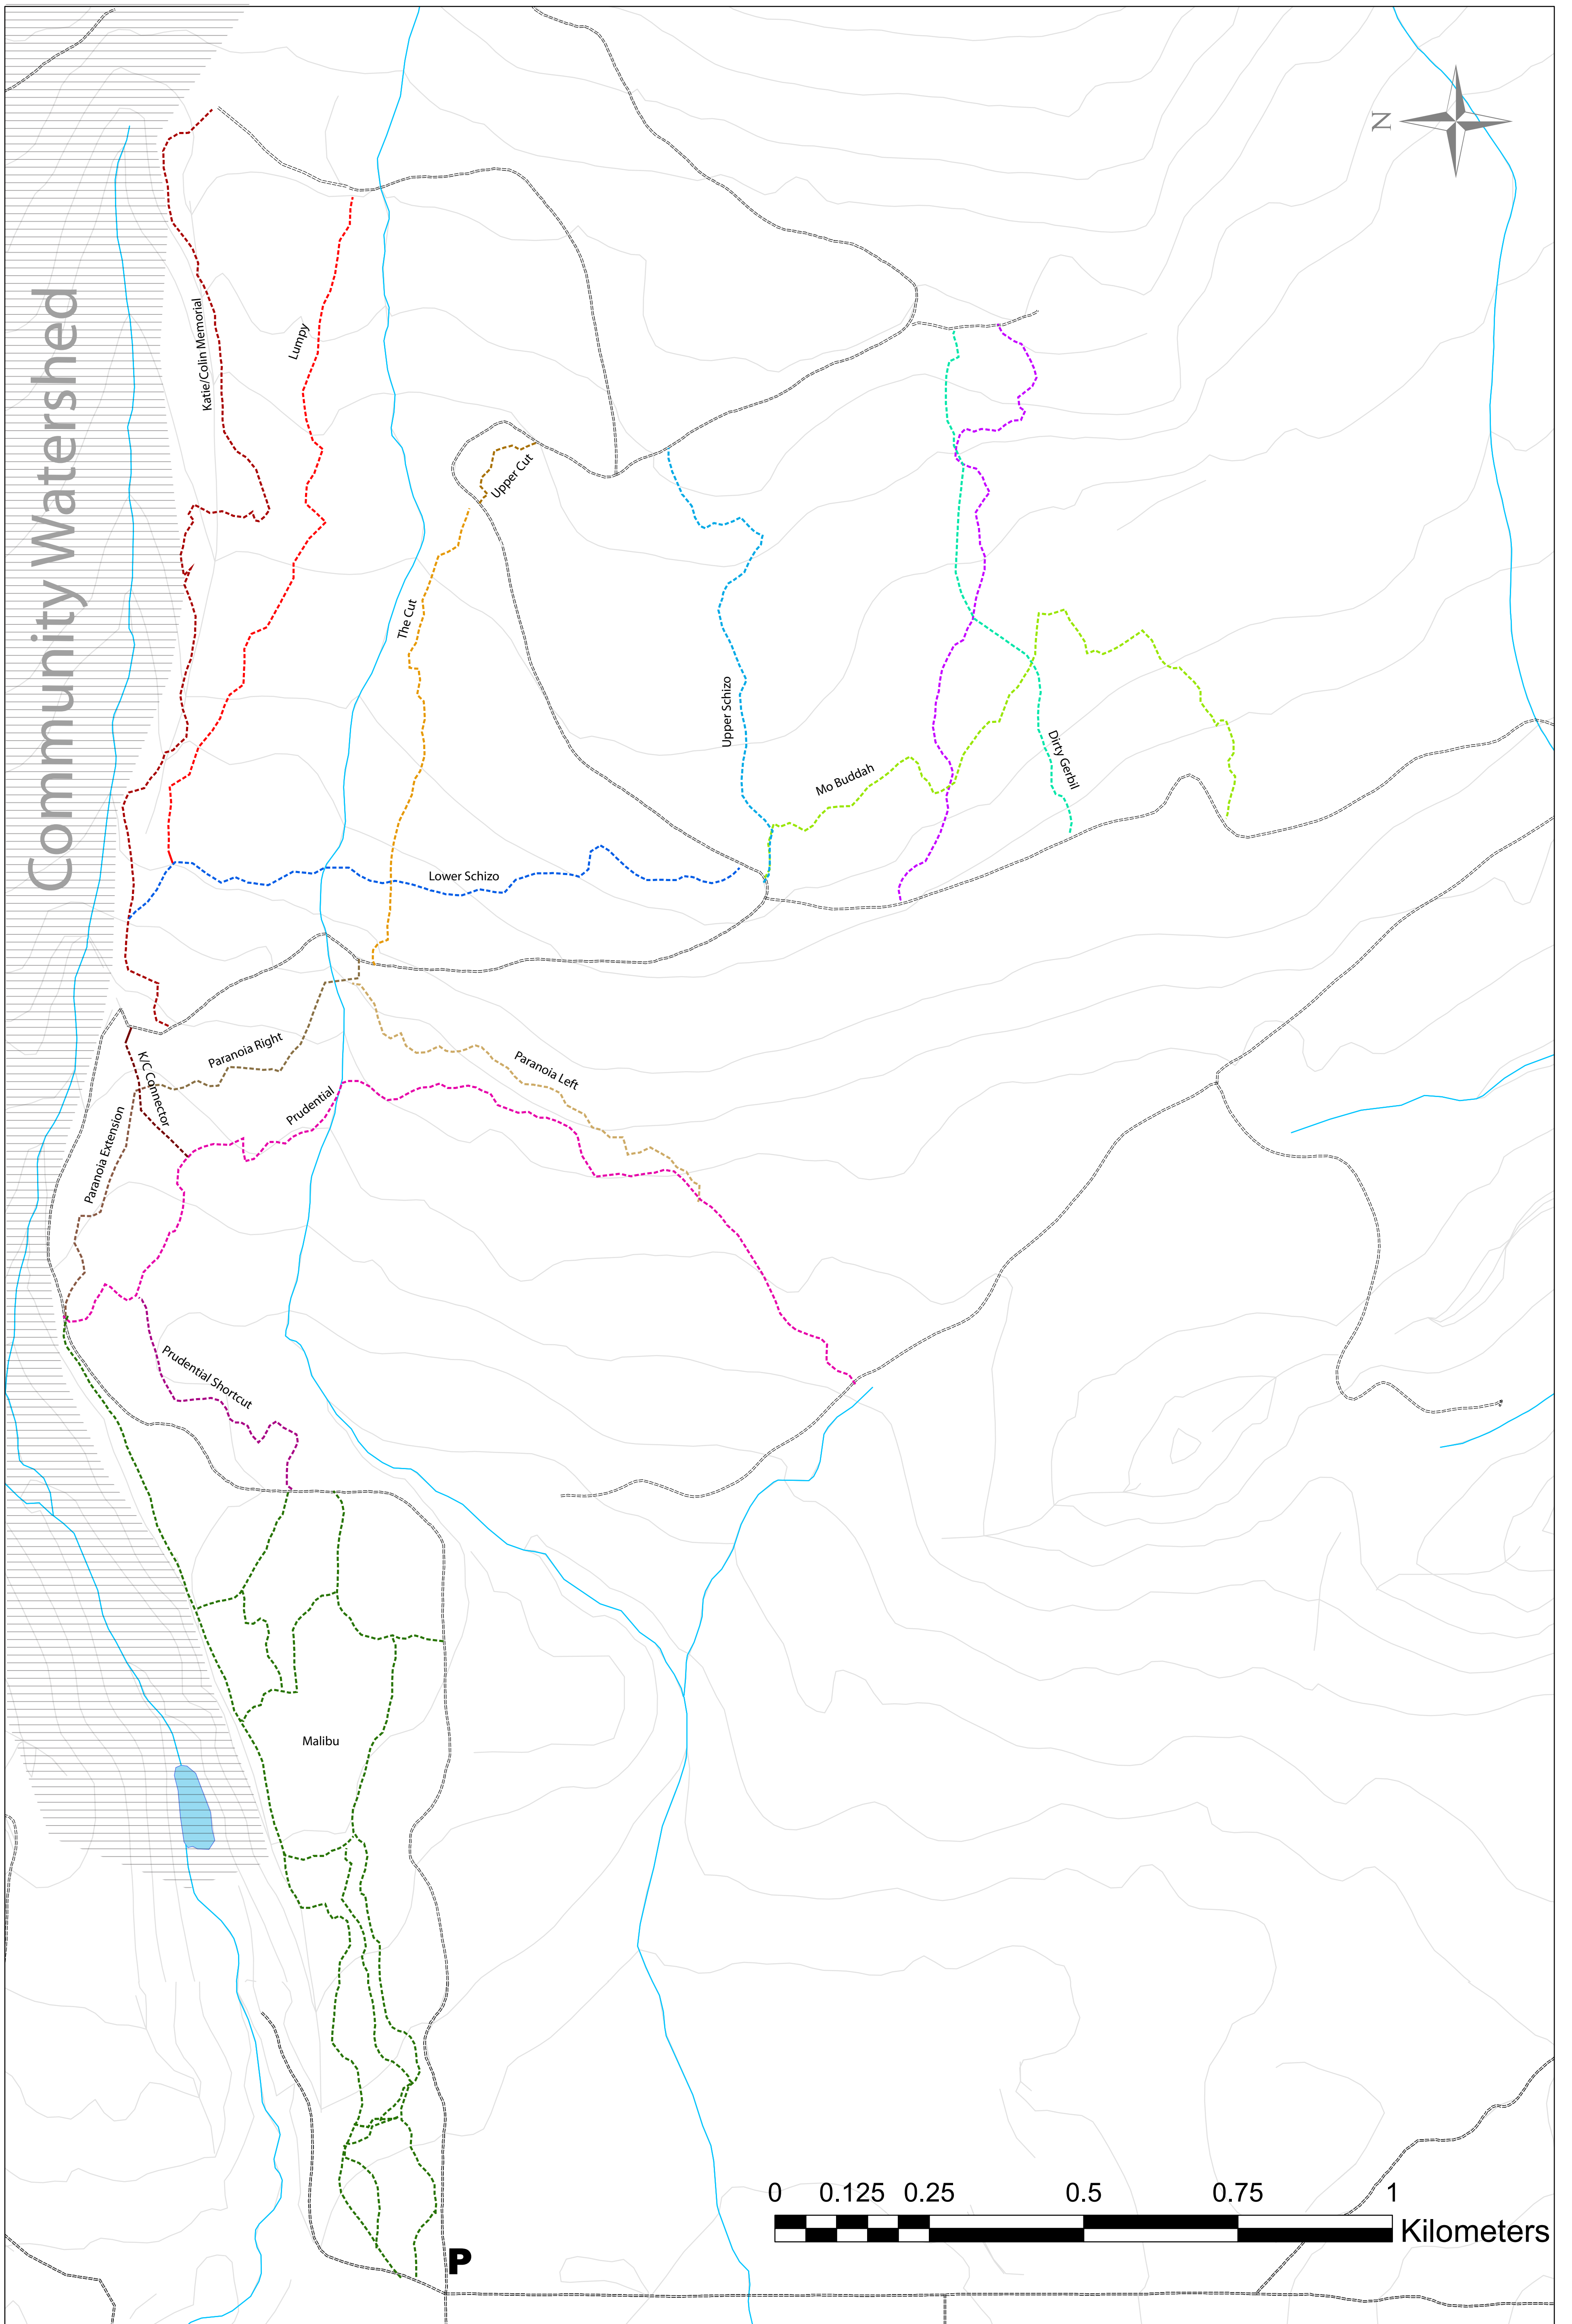 N
Community Watershed
Katie/Colin Memorial
Lumpy
Upper Cut
The Cut
Upper Schizo
Mo Buddah
Dirty Gerbil
Lower Schizo
Paranoia Right
K/C Connector
Paranoia Left
Prudential
Paranoia Extension
Prudential Shortcut
Malibu
0 0.125 0.25 0.5 0.75 1
Kilometers
P